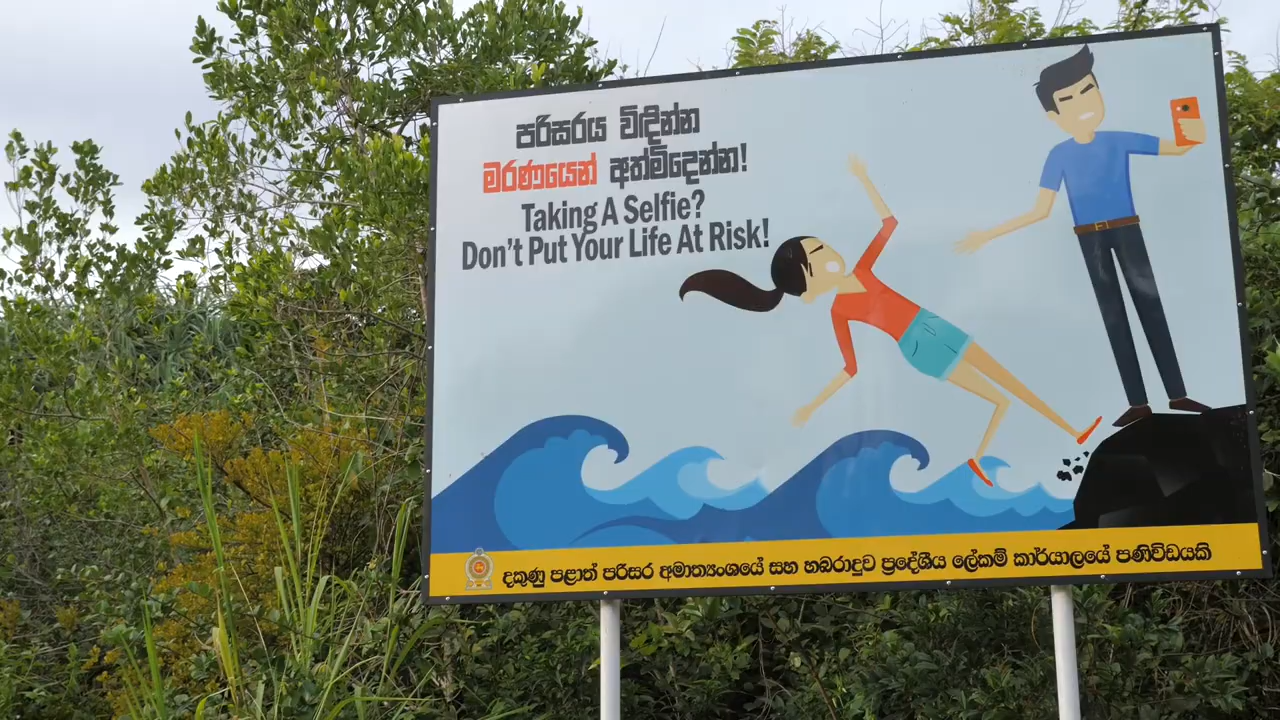 පරිසරය විඳින්න
මරණයෙන් අත්මිදෙන්න!
Taking A Selfie?
Don't Put Your Life At Risk!
දකුණු පළාත් පරිසර අමාත්‍යංශයේ සහ හබරාදුව ප්‍රාදේශීය ලේකම් කාර්යාලයේ පණිවිඩයකි